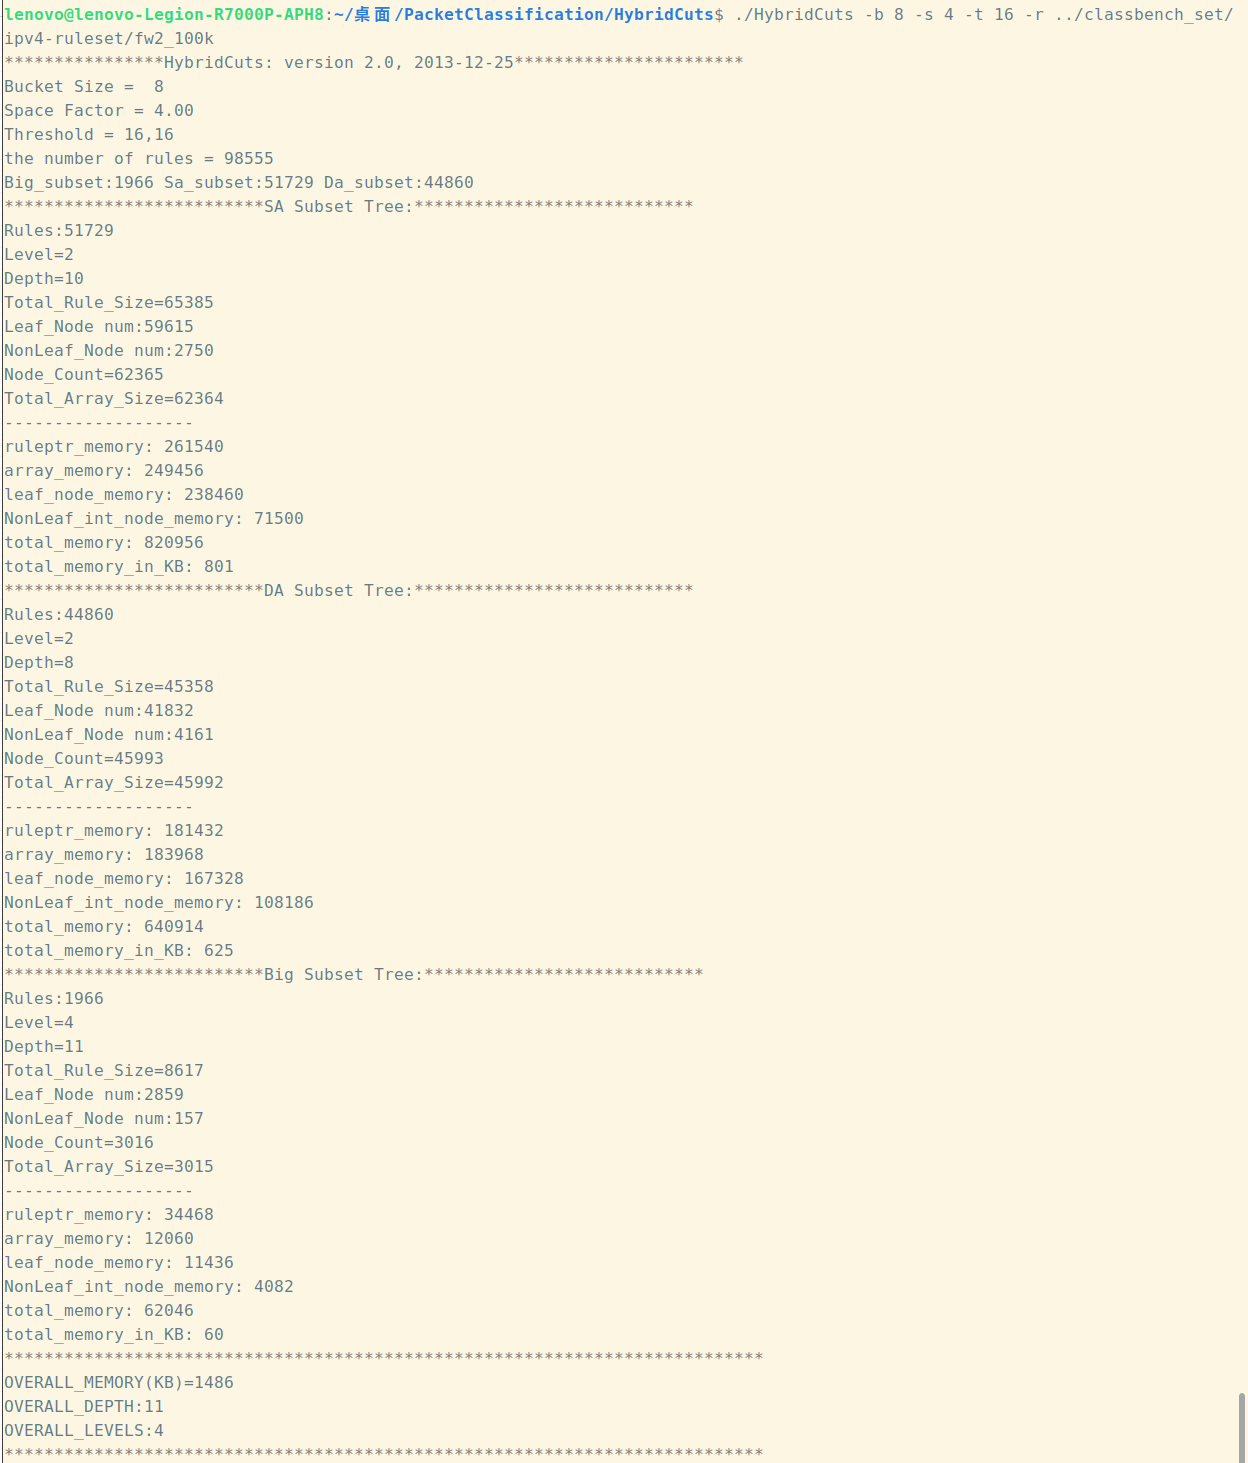 lenovo@lenovo-Legion-R7000P-APH8:~/桌面/PacketClassification/HybridCuts$ ./HybridCuts -b 8 -s 4 -t 16 -r ../classbench_set/
ipv4-ruleset/fw2_100k
****************HybridCuts: version 2.0, 2013-12-25***********************
Bucket Size =  8
Space Factor = 4.00
Threshold = 16,16
the number of rules = 98555
Big_subset:1966 Sa_subset:51729 Da_subset:44860
**************************SA Subset Tree:****************************
Rules:51729
Level=2
Depth=10
Total_Rule_Size=65385
Leaf_Node num:59615
NonLeaf_Node num:2750
Node_Count=62365
Total_Array_Size=62364
-------------------
ruleptr_memory: 261540
array_memory: 249456
leaf_node_memory: 238460
NonLeaf_int_node_memory: 71500
total_memory: 820956
total_memory_in_KB: 801
**************************DA Subset Tree:****************************
Rules:44860
Level=2
Depth=8
Total_Rule_Size=45358
Leaf_Node num:41832
NonLeaf_Node num:4161
Node_Count=45993
Total_Array_Size=45992
-------------------
ruleptr_memory: 181432
array_memory: 183968
leaf_node_memory: 167328
NonLeaf_int_node_memory: 108186
total_memory: 640914
total_memory_in_KB: 625
**************************Big Subset Tree:****************************
Rules:1966
Level=4
Depth=11
Total_Rule_Size=8617
Leaf_Node num:2859
NonLeaf_Node num:157
Node_Count=3016
Total_Array_Size=3015
-------------------
ruleptr_memory: 34468
array_memory: 12060
leaf_node_memory: 11436
NonLeaf_int_node_memory: 4082
total_memory: 62046
total_memory_in_KB: 60
****************************************************************************
OVERALL_MEMORY(KB)=1486
OVERALL_DEPTH:11
OVERALL_LEVELS:4
****************************************************************************